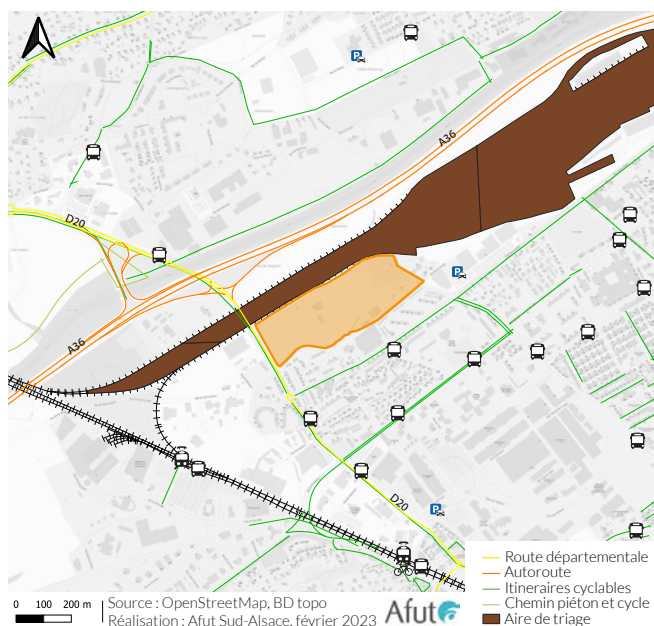 A36
D20
A36
D20
P
P
P
Route départementale
Autoroute
Itineraires cyclables
Chemin piéton et cycle
Aire de triage
0 100 200 m
Source : OpenStreetMap, BD topo
Réalisation : Afut Sud-Alsace, février 2023
Afut